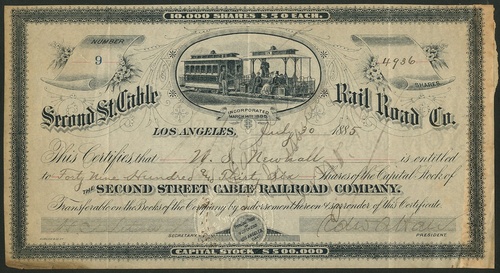 10,000 SHARES $50 EACH.
NUMBER
9
4936
SHARES
Second St. Cable Rail Road Co.
INCORPORATED
LOS ANGELES, July 30 1885
This Certifies that W. S. Newhall is entitled
to Forty Nine Hundred & Thirty Six Shares of the Capital Stock of
THE SECOND STREET CABLE RAILROAD COMPANY.
Transferable on the Books of the Company by endorsement hereon & surrender of this Certificate
SECRETARY
PRESIDENT.
CAPITAL STOCK $500,000